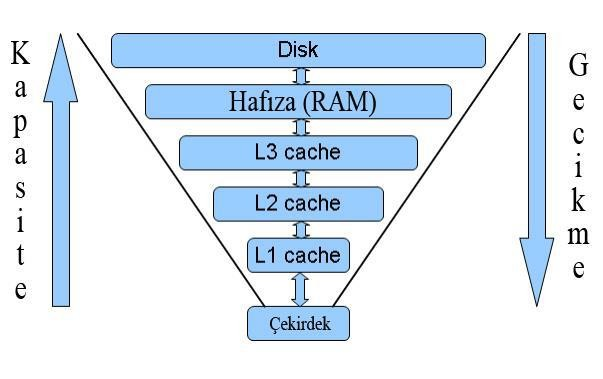 Kapasite
Disk
Hafıza (RAM)
L3 cache
L2 cache
L1 cache
Çekirdek
Gecikme